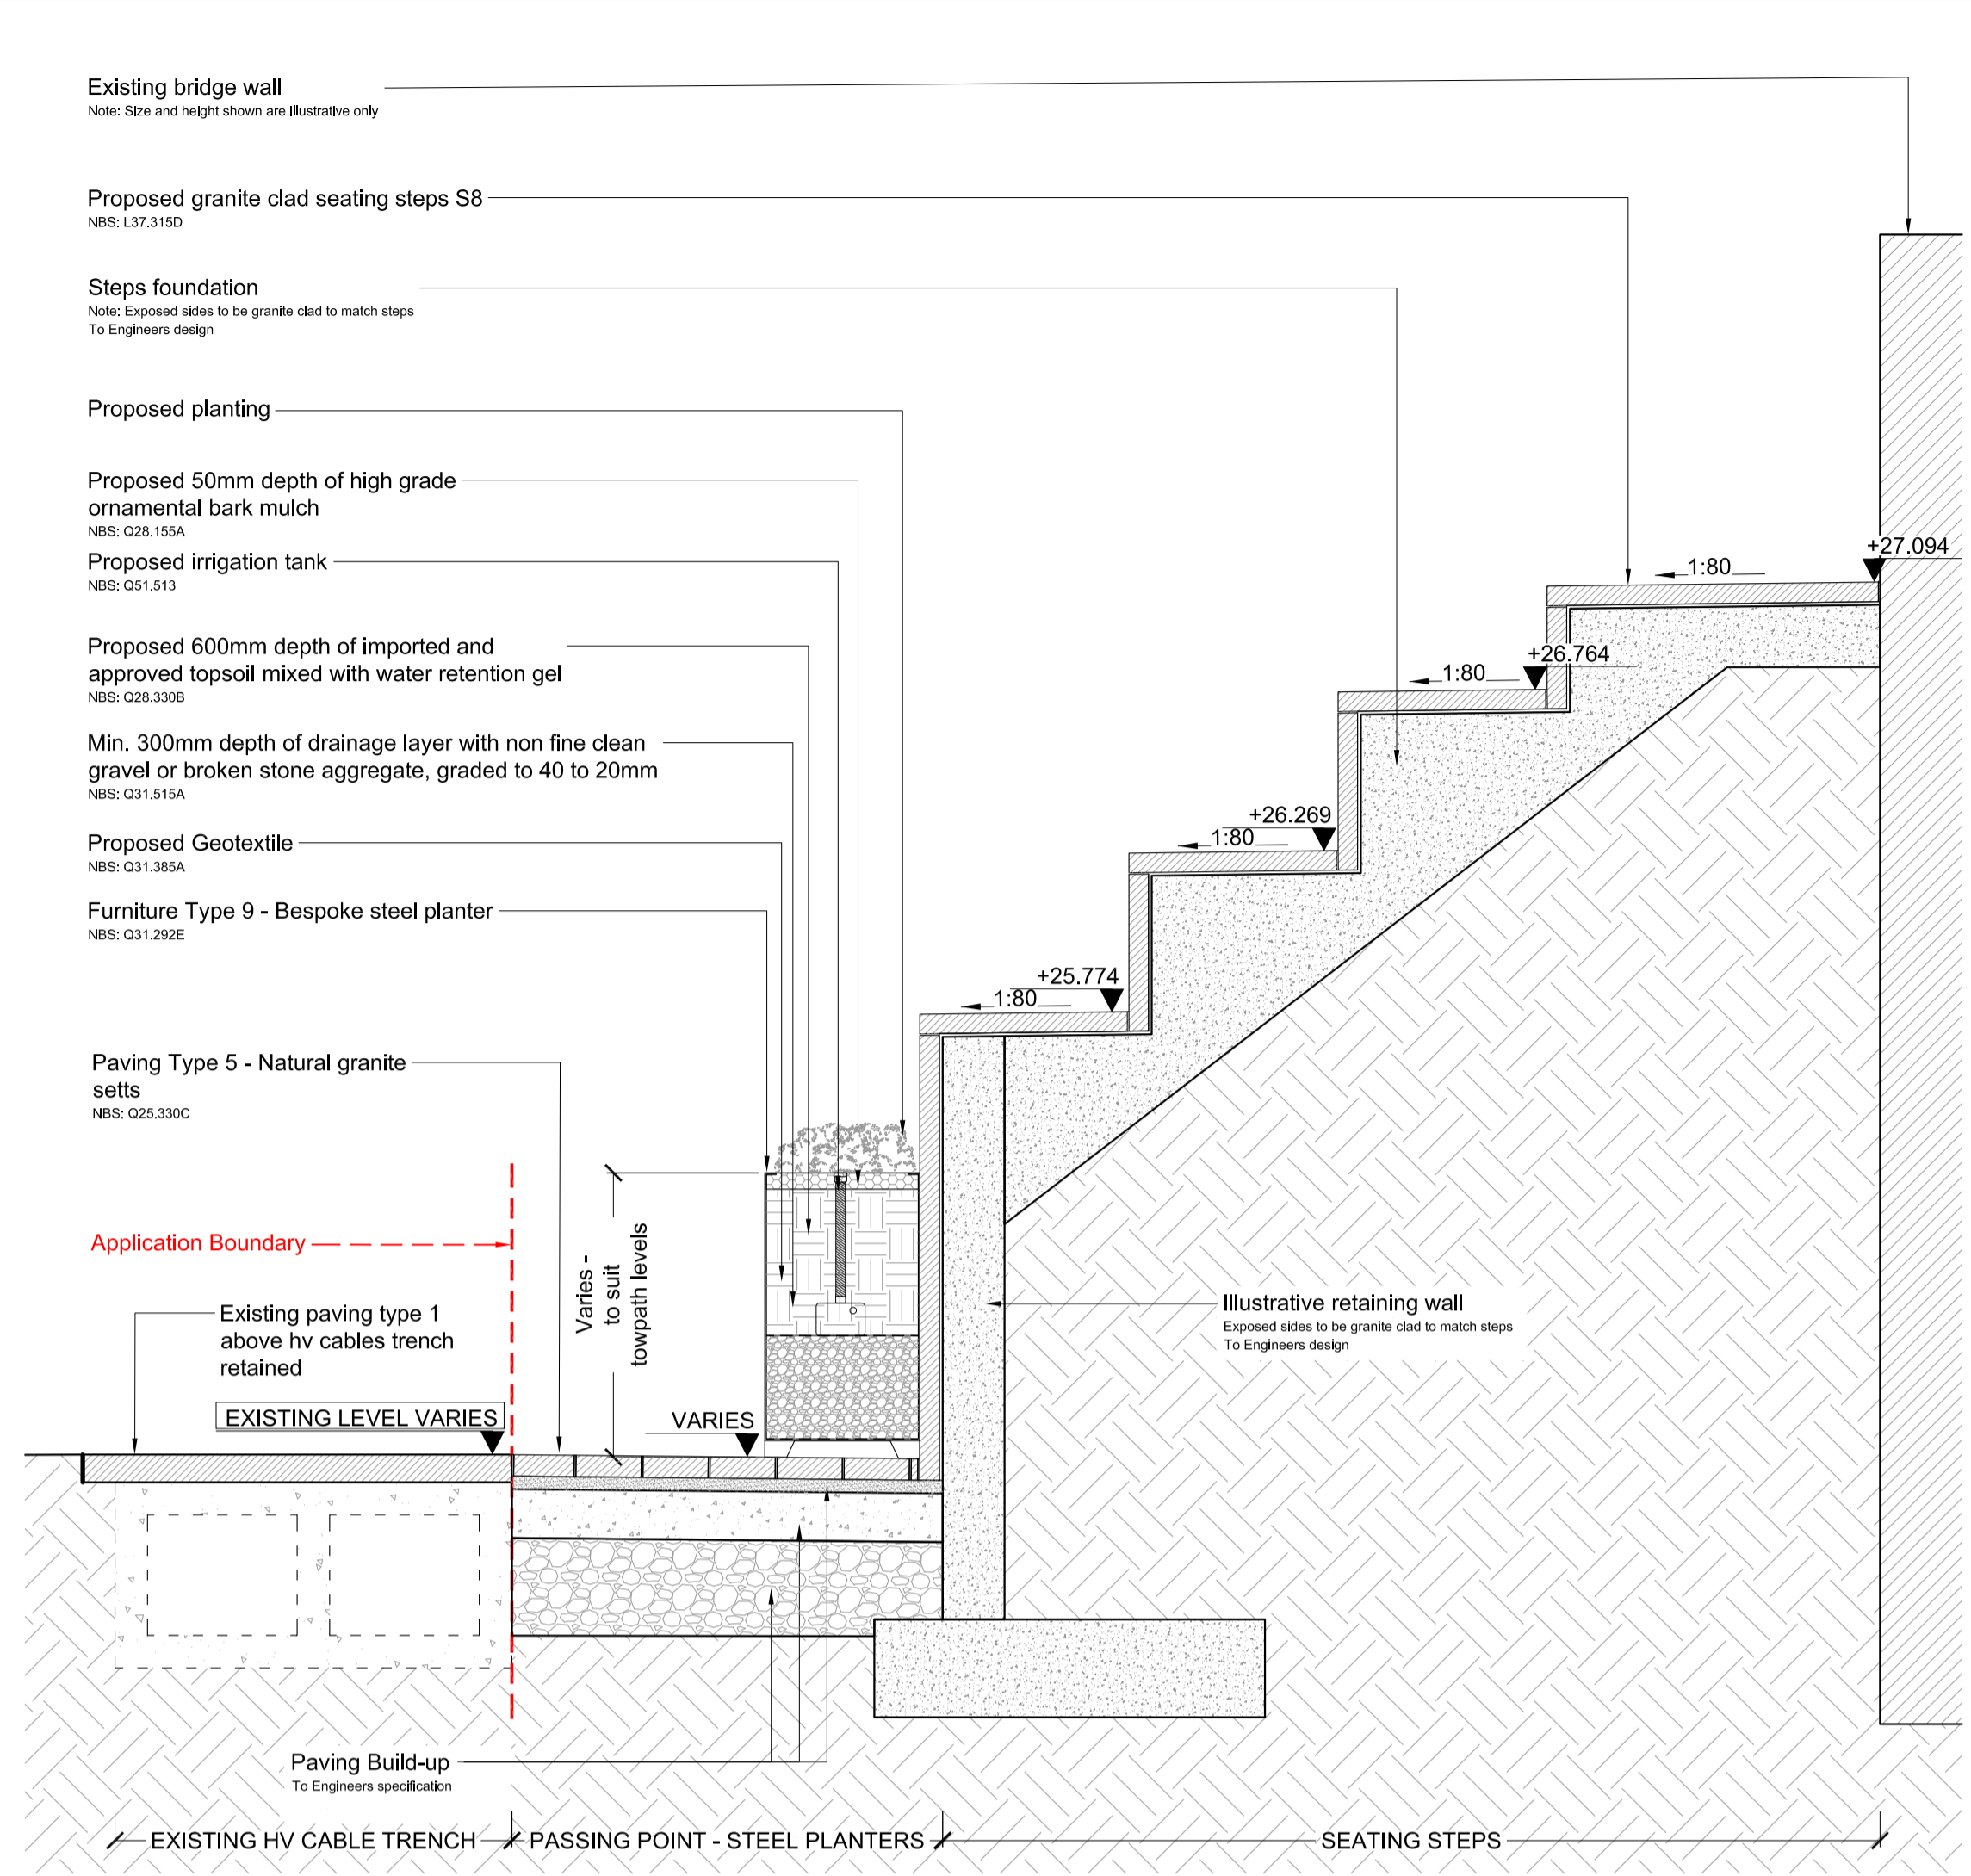 Existing bridge wall
Note: Size and height shown are illustrative only
Proposed granite clad seating steps S8
NBS: L37.315D
Steps foundation
Note: Exposed sides to be granite clad to match steps
To Engineers design
Proposed planting
Proposed 50mm depth of high grade
ornamental bark mulch
NBS: Q28.155A
Proposed irrigation tank
NBS: Q51.513
Proposed 600mm depth of imported and
approved topsoil mixed with water retention gel
NBS: Q28.330B
Min. 300mm depth of drainage layer with non fine clean
gravel or broken stone aggregate, graded to 40 to 20mm
NBS: Q31.515A
Proposed Geotextile
NBS: Q31.385A
Furniture Type 9 - Bespoke steel planter
NBS: Q31.292E
Paving Type 5 - Natural granite
setts
NBS: Q25.330C
Application Boundary
Existing paving type 1
above hv cables trench
retained
EXISTING LEVEL VARIES
Varies -
to suit
towpath levels
VARIES
+27.094
1:80
+26.764
1:80
+26.269
1:80
+25.774
1:80
Illustrative retaining wall
Exposed sides to be granite clad to match steps
To Engineers design
Paving Build-up
To Engineers specification
EXISTING HV CABLE TRENCH
PASSING POINT - STEEL PLANTERS
SEATING STEPS